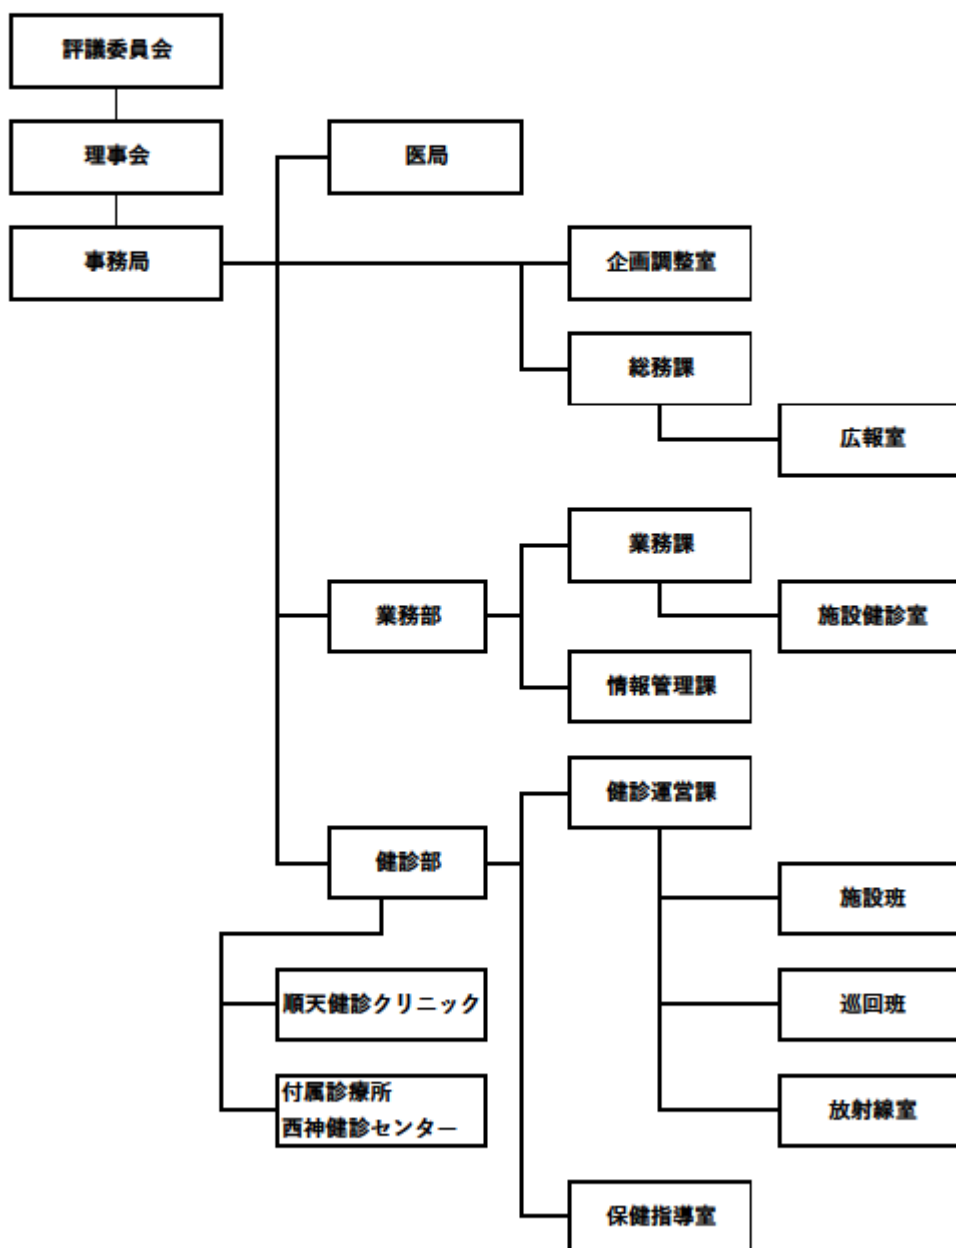 評議委員会
理事会
医局
事務局
企画調整室
総務課
広報室
業務課
業務部
施設健診室
情報管理課
健診運営課
健診部
施設班
順天健診クリニック
巡回班
付属診療所
西神健診センター
放射線室
保健指導室